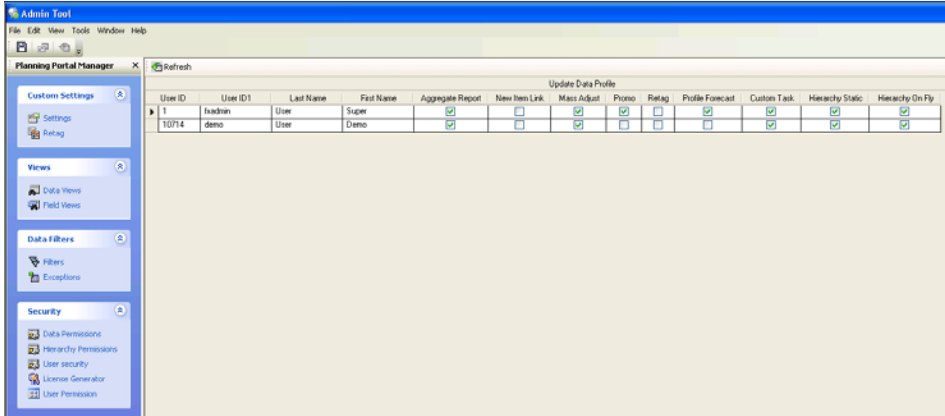 Admin Tool
File Edit View Tools Window Help
Planning Portal Manager
Refresh
Custom Settings
Settings
Retag
Views
Data Views
Field Views
Data Filters
Filters
Exceptions
Security
Data Permissions
Hierarchy Permissions
User security
License Generator
User Permission
Update Data Profile
User ID User ID1 Last Name First Name Aggregate Report New Item Link Mass Adjust Promo Retag Profile Forecast Custom Task Hierarchy Static Hierarchy On Fly
1 fxadmin User Super
10714 demo User Demo